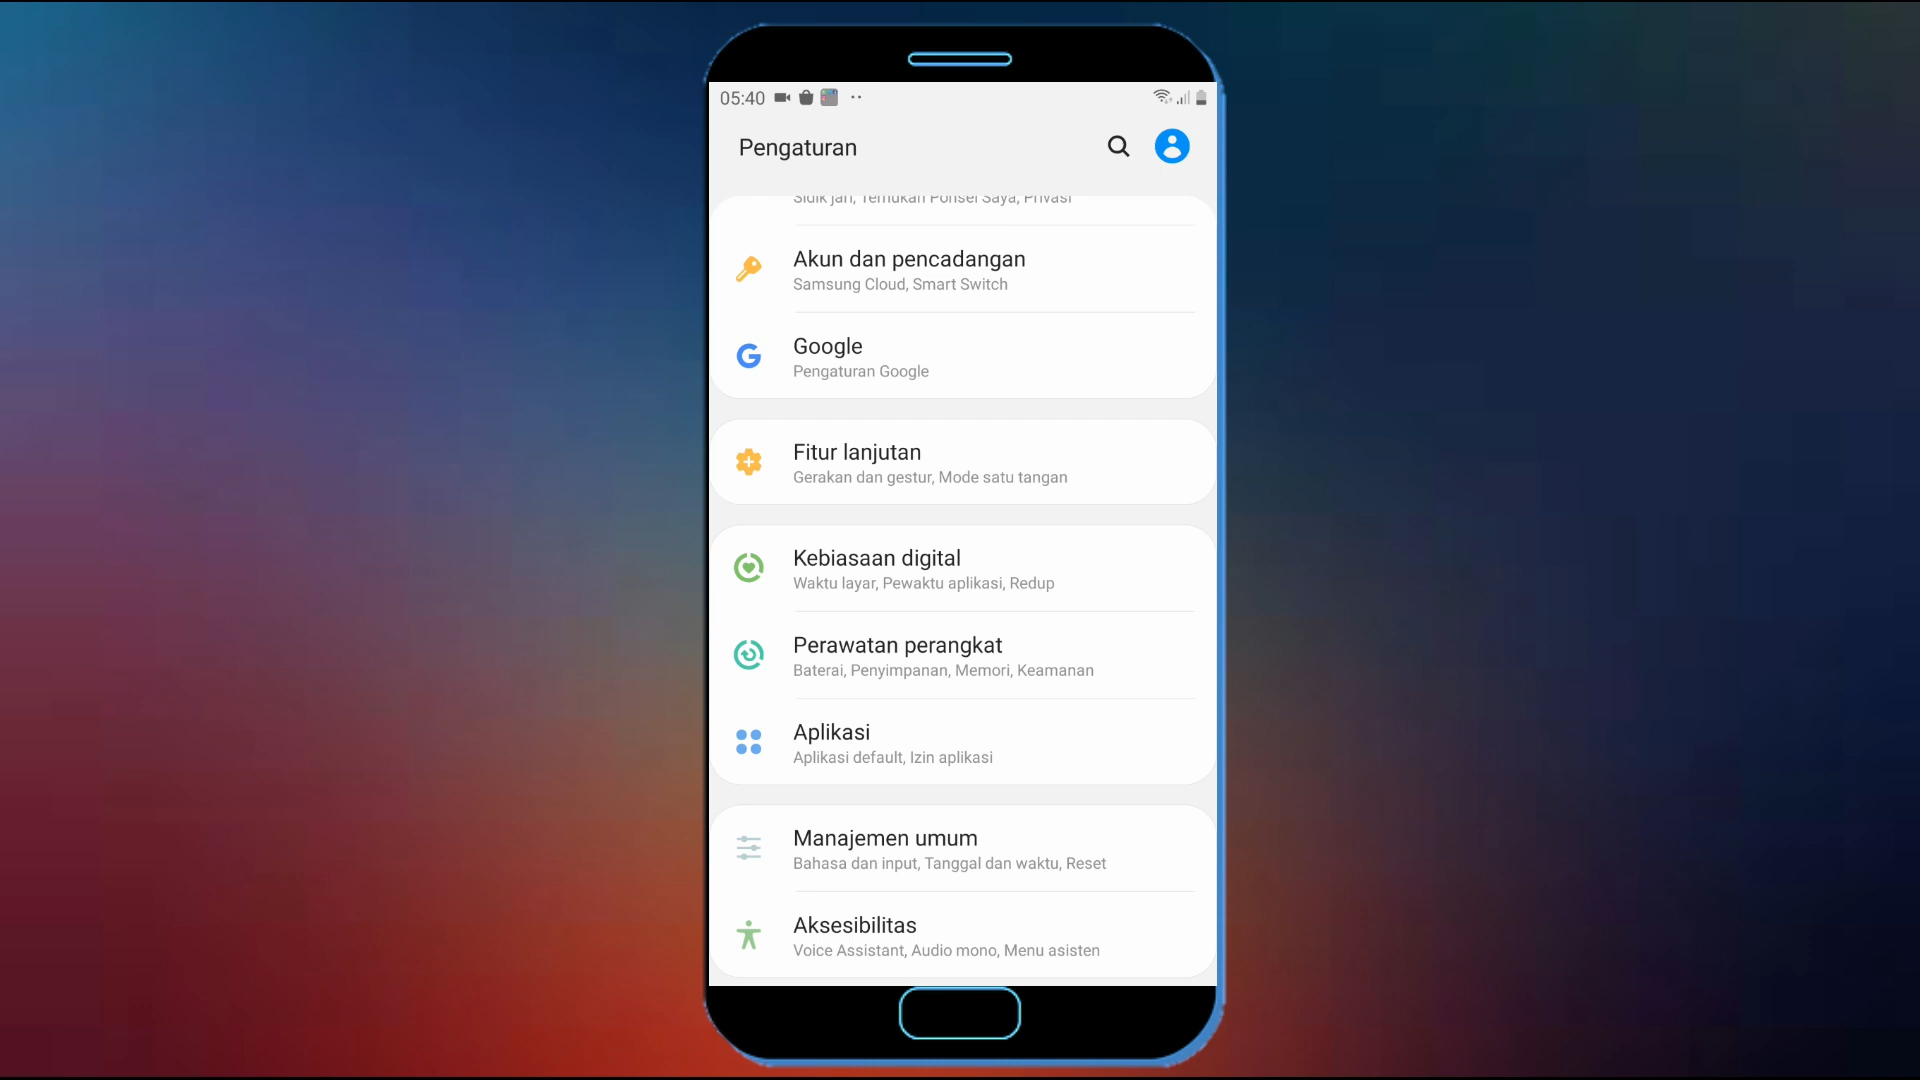 05:40
Pengaturan
Sidik jari, Temukan Ponsel Saya, Privasi
Akun dan pencadangan
Samsung Cloud, Smart Switch
Google
Pengaturan Google
Fitur lanjutan
Gerakan dan gestur, Mode satu tangan
Kebiasaan digital
Waktu layar, Pewaktu aplikasi, Redup
Perawatan perangkat
Baterai, Penyimpanan, Memori, Keamanan
Aplikasi
Aplikasi default, Izin aplikasi
Manajemen umum
Bahasa dan input, Tanggal dan waktu, Reset
Aksesibilitas
Voice Assistant, Audio mono, Menu asisten